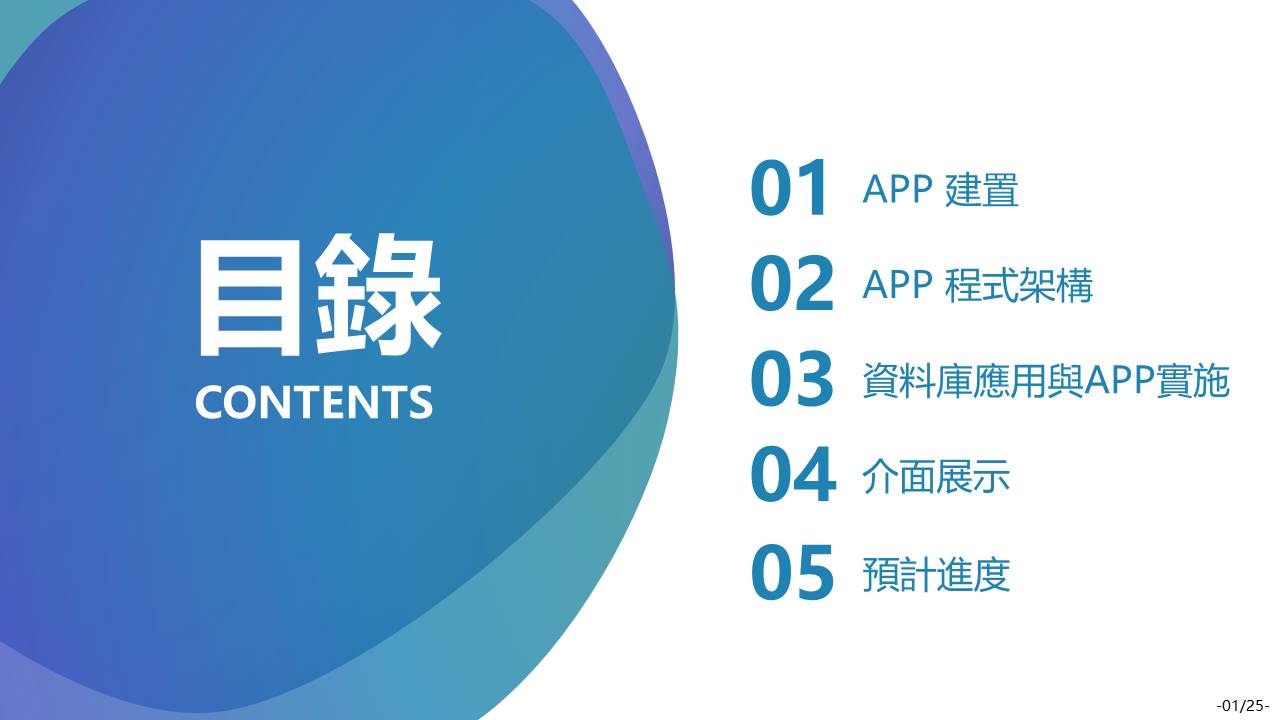 目錄
CONTENTS
01 APP 建置
02 APP 程式架構
03 資料庫應用與APP實施
04 介面展示
05 預計進度
-01/25-